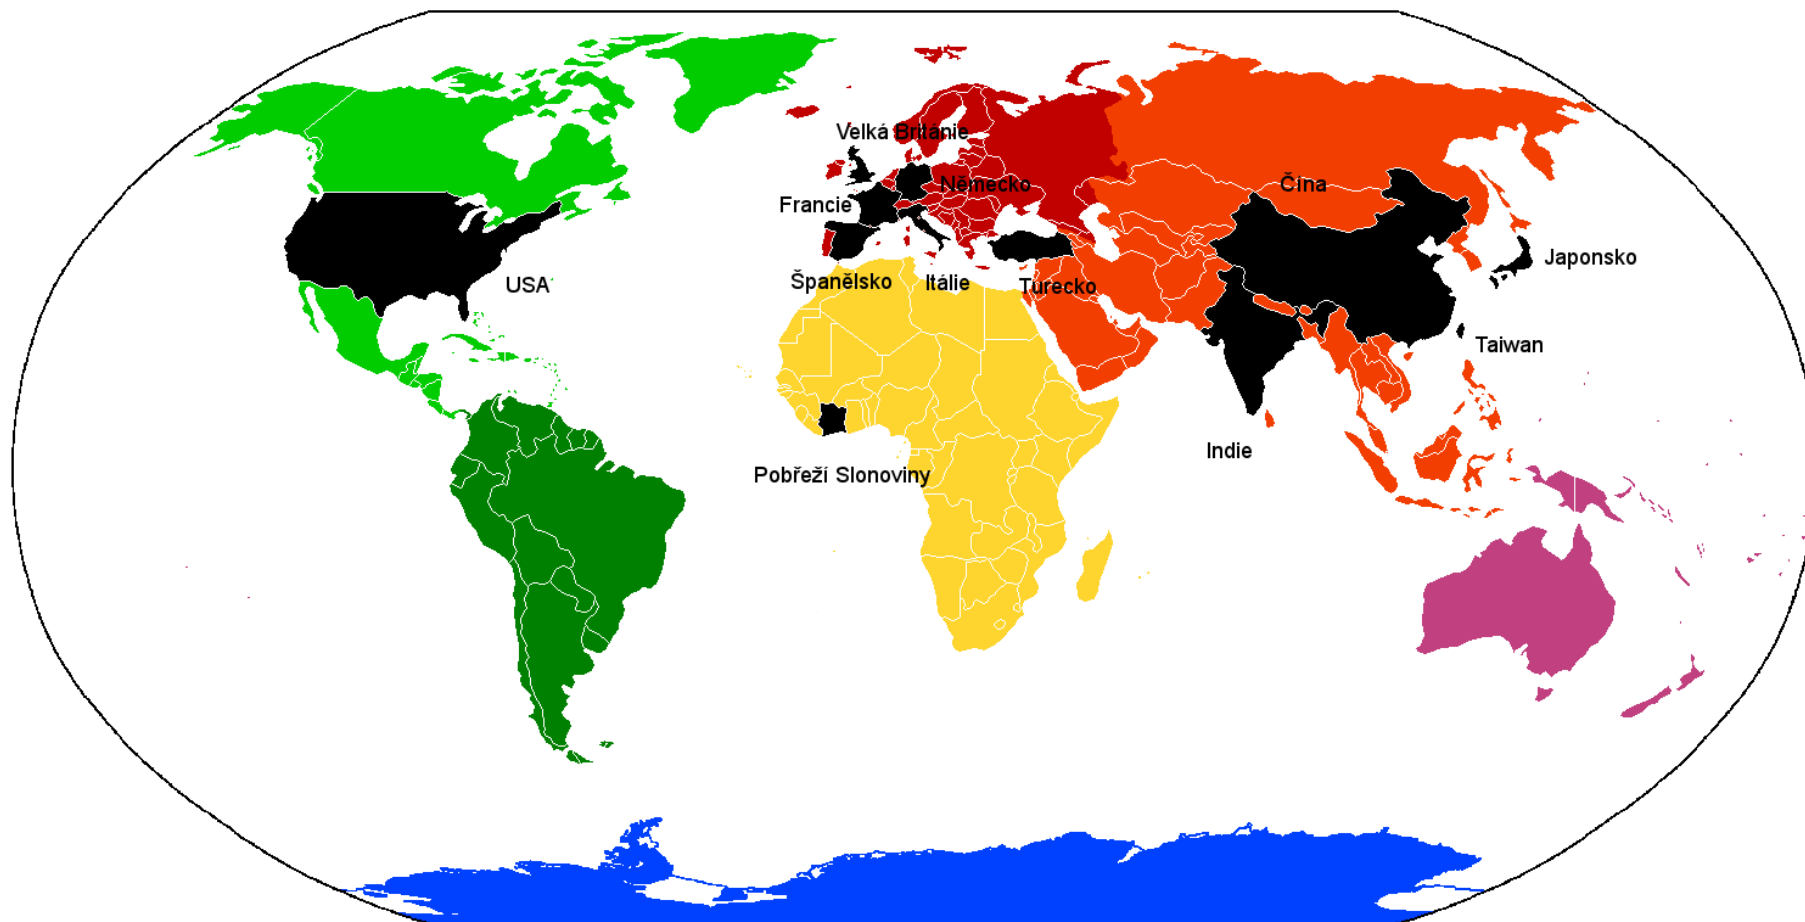 Velká Británie
Německo
Čína
Francie
Japonsko
Španělsko
Itálie
Turecko
USA
Taiwan
Indie
Pobřeží Slonoviny